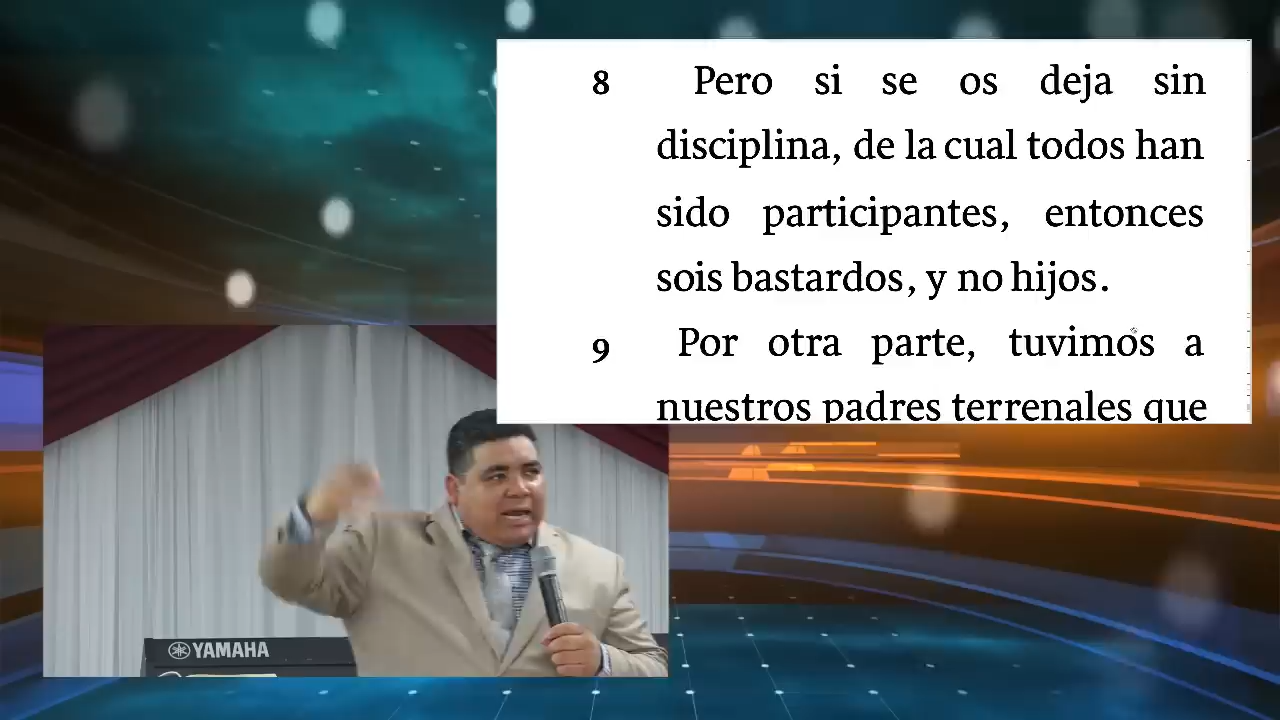 8 Pero si se os deja sin
disciplina, de la cual todos han
sido participantes, entonces
sois bastardos, y no hijos.
9 Por otra parte, tuvimos a
nuestros padres terrenales que
YAMAHA